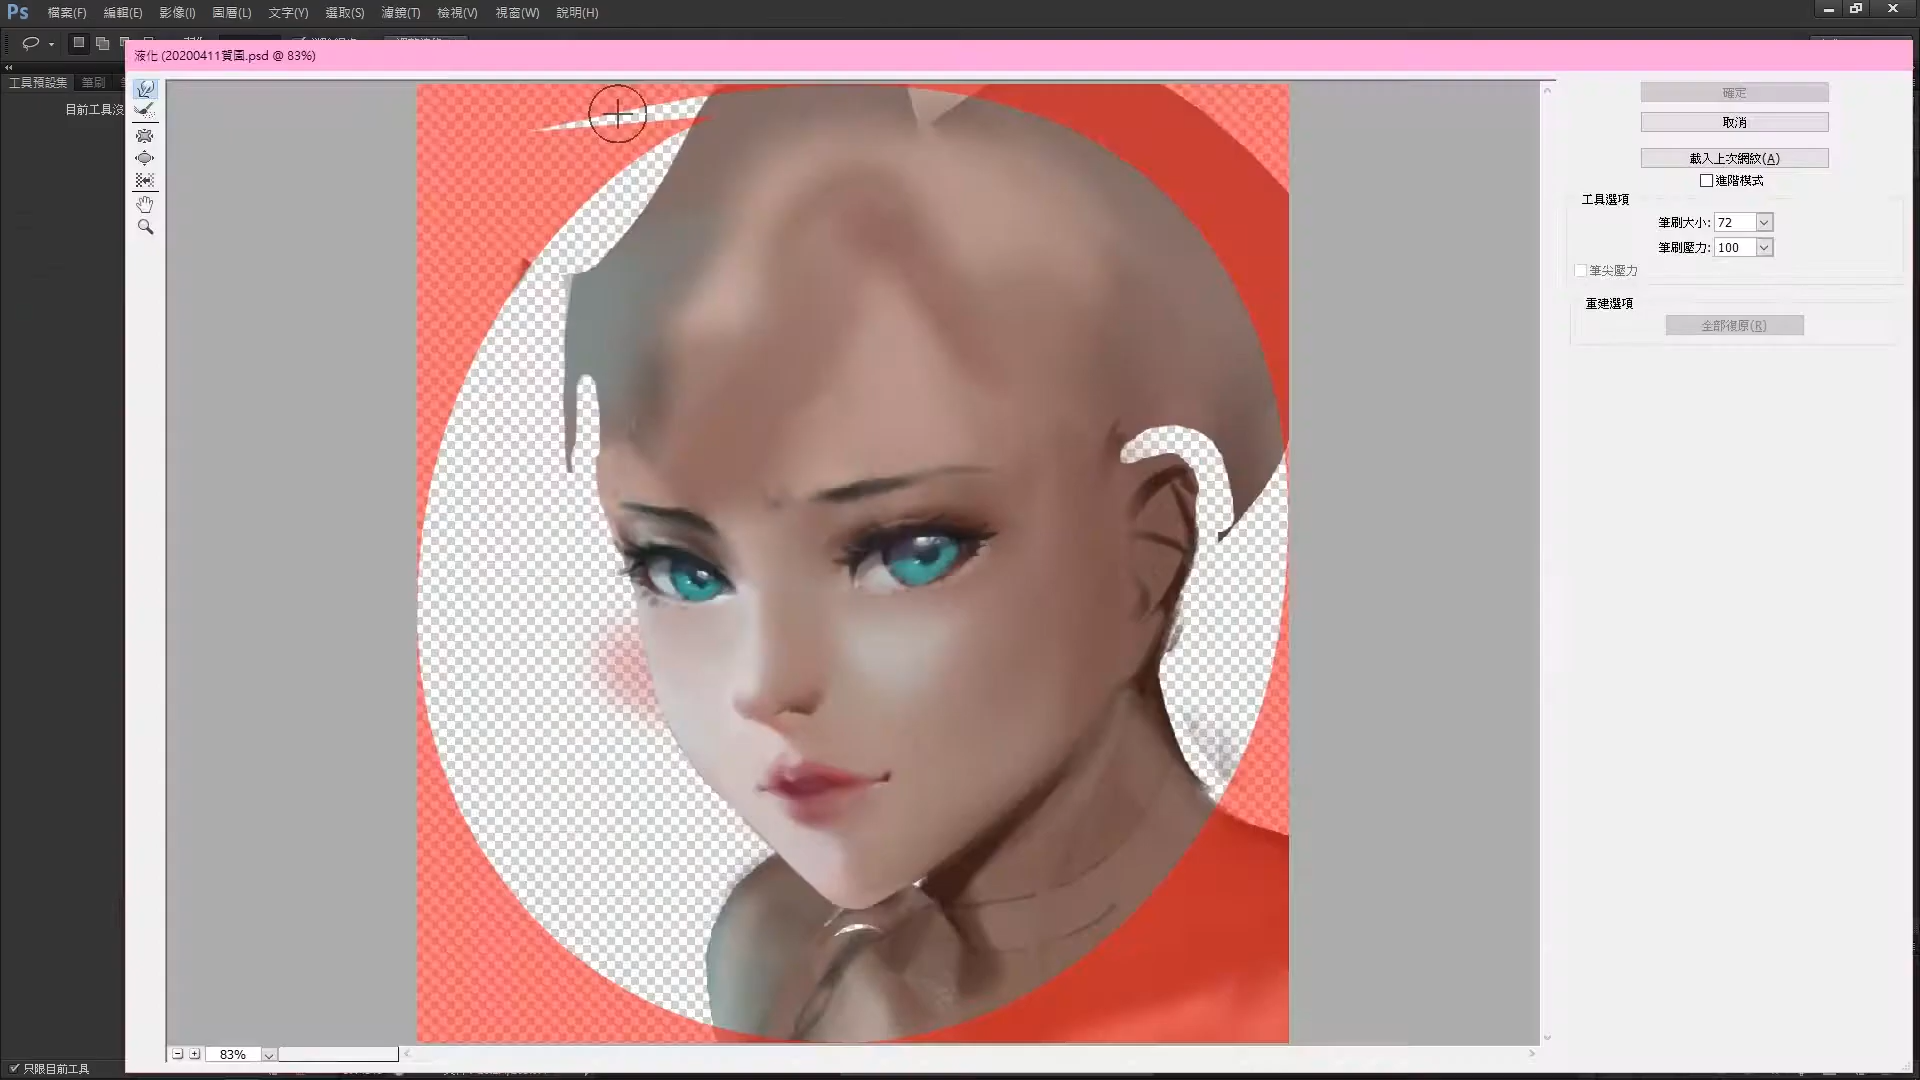 Ps 檔案(F) 編輯(E) 影像(I) 圖層(L) 文字(Y) 選取(S) 濾鏡(T) 檢視(V) 視窗(W) 說明(H)
液化 (20200411賀圖.psd @ 83%)
工具預設集 筆刷
目前工具沒
確定
取消
載入上次網紋(A)
進階模式
工具選項
筆刷大小: 72
筆刷壓力: 100
筆尖壓力
重建選項
全部復原(R)
83%
只限目前工具